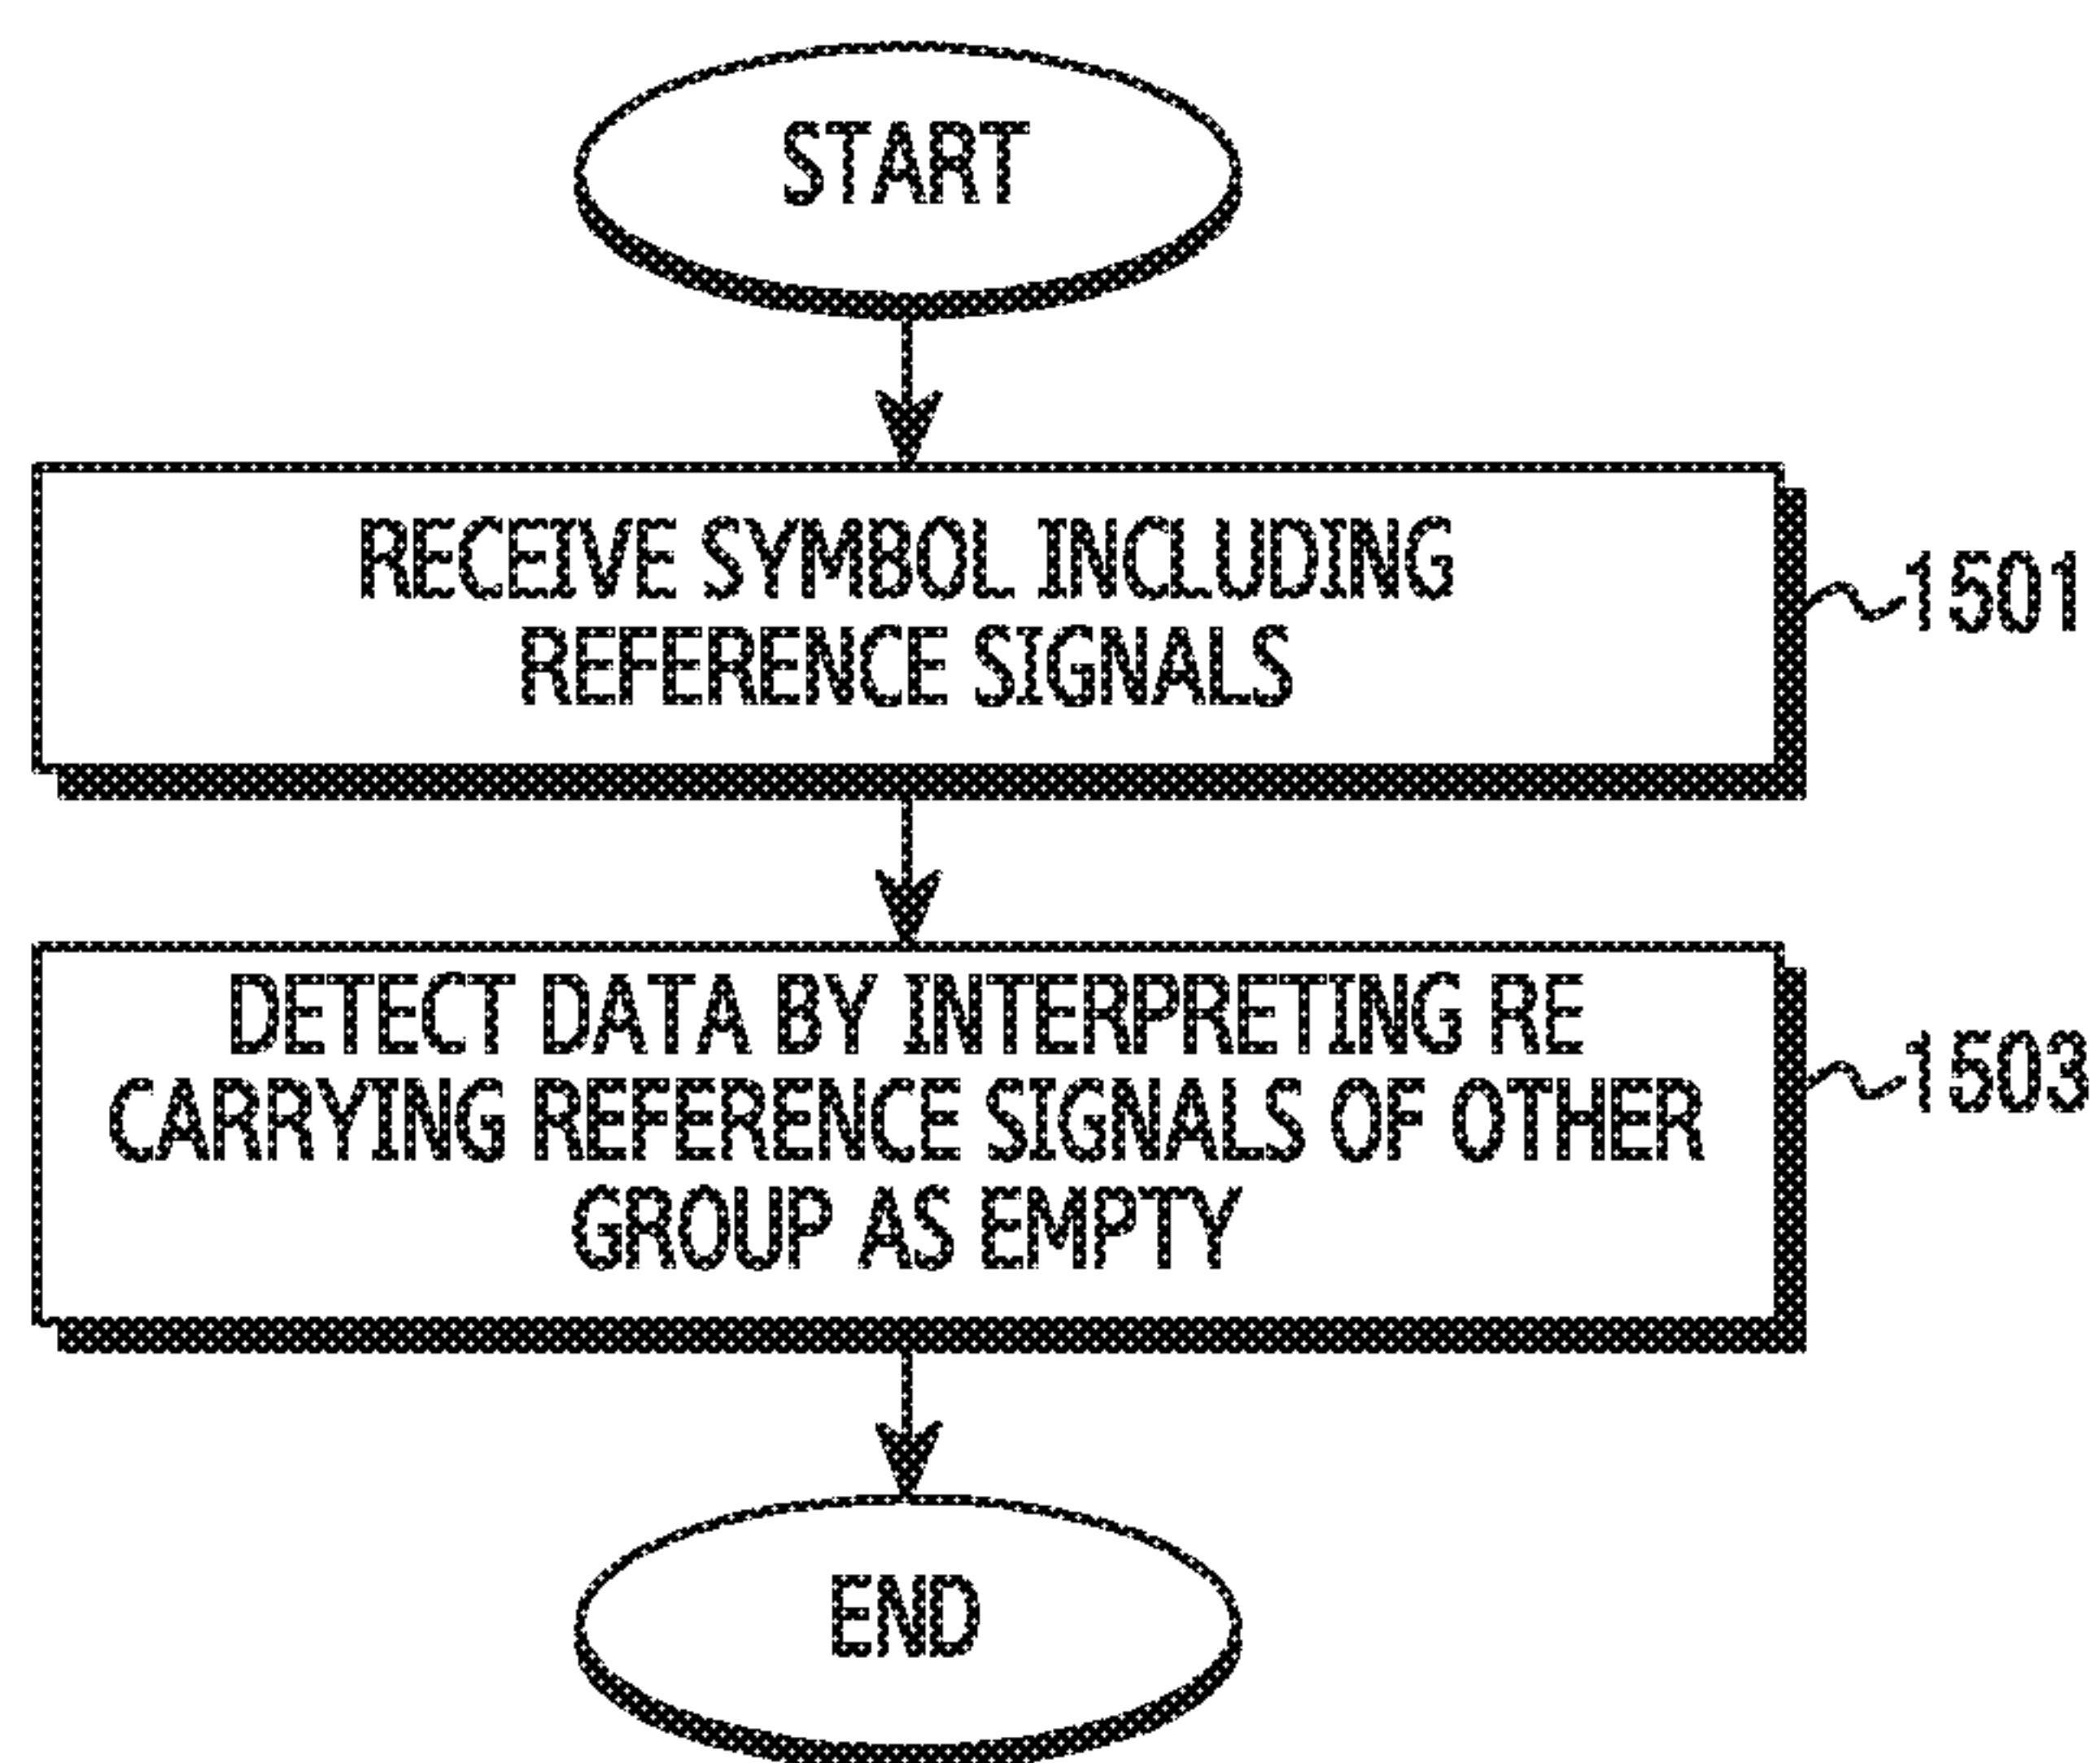 START
RECEIVE SYMBOL INCLUDING
REFERENCE SIGNALS
1501
DETECT DATA BY INTERPRETING RE
CARRYING REFERENCE SIGNALS OF OTHER
GROUP AS EMPTY
1503
END